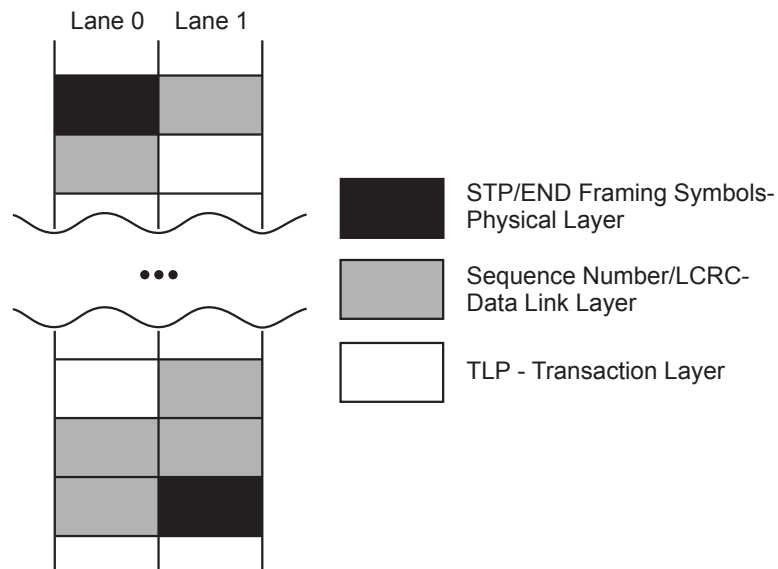 Lane 0 Lane 1
STP/END Framing Symbols-
Physical Layer
Sequence Number/LCRC-
Data Link Layer
TLP - Transaction Layer